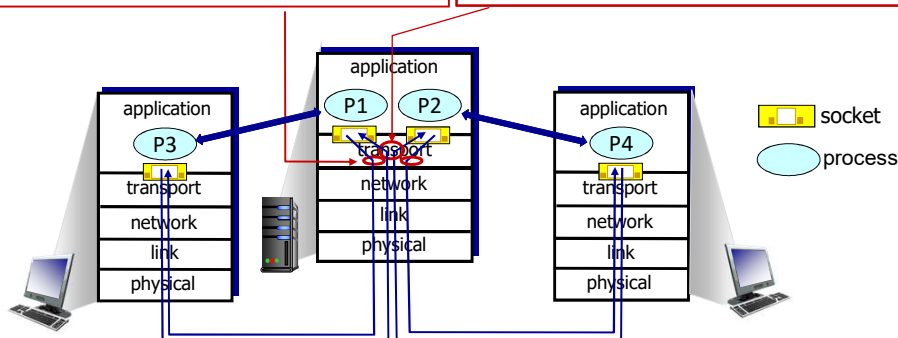 application
P3
transport
network
link
physical
application
P1
P2
transport
network
link
physical
application
P4
transport
network
link
physical
socket
process